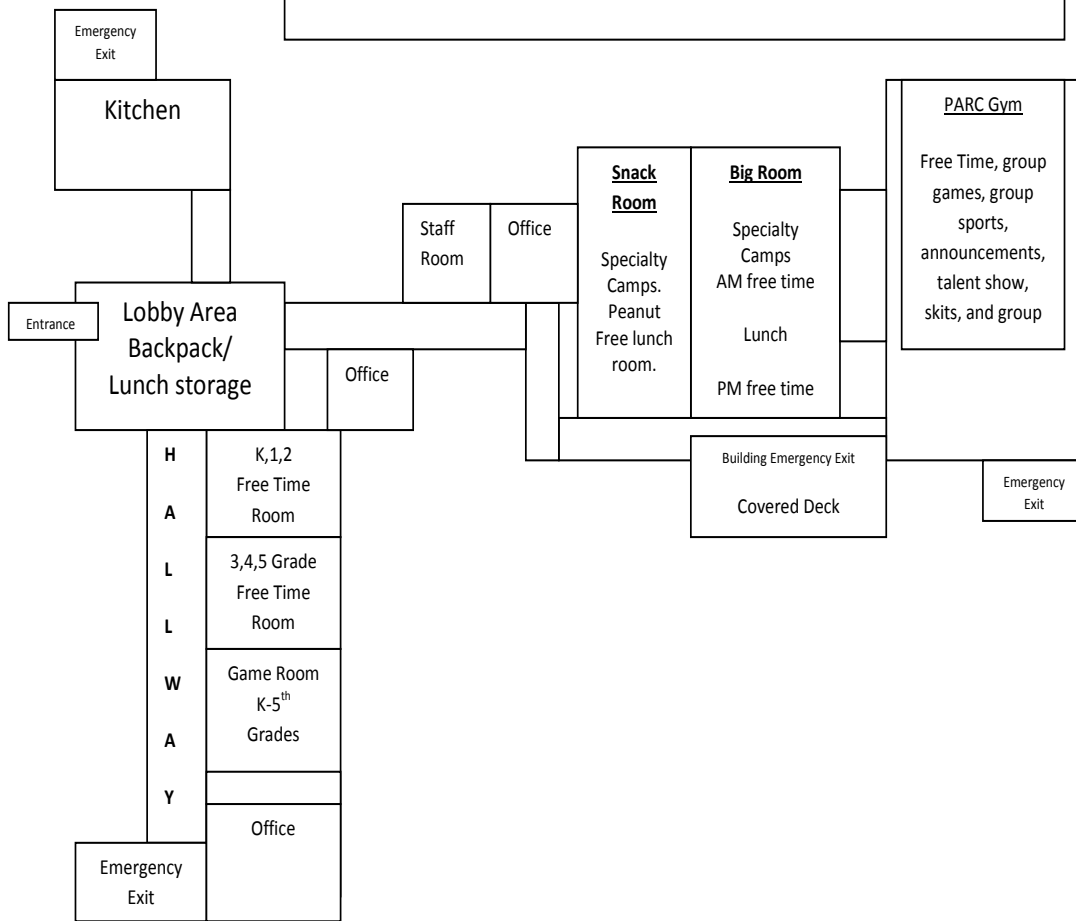 Emergency
Exit
Kitchen
PARC Gym
Free Time, group
games, group
sports,
announcements,
talent show,
skits, and group
Snack
Room
Specialty
Camps.
Peanut
Free lunch
room.
Big Room
Specialty
Camps
AM free time
Lunch
PM free time
Staff
Room
Office
Entrance
Lobby Area
Backpack/
Lunch storage
Office
H
A
L
L
W
A
Y
K,1,2
Free Time
Room
3,4,5 Grade
Free Time
Room
Game Room
K-5th
Grades
Office
Emergency
Exit
Building Emergency Exit
Covered Deck
Emergency
Exit